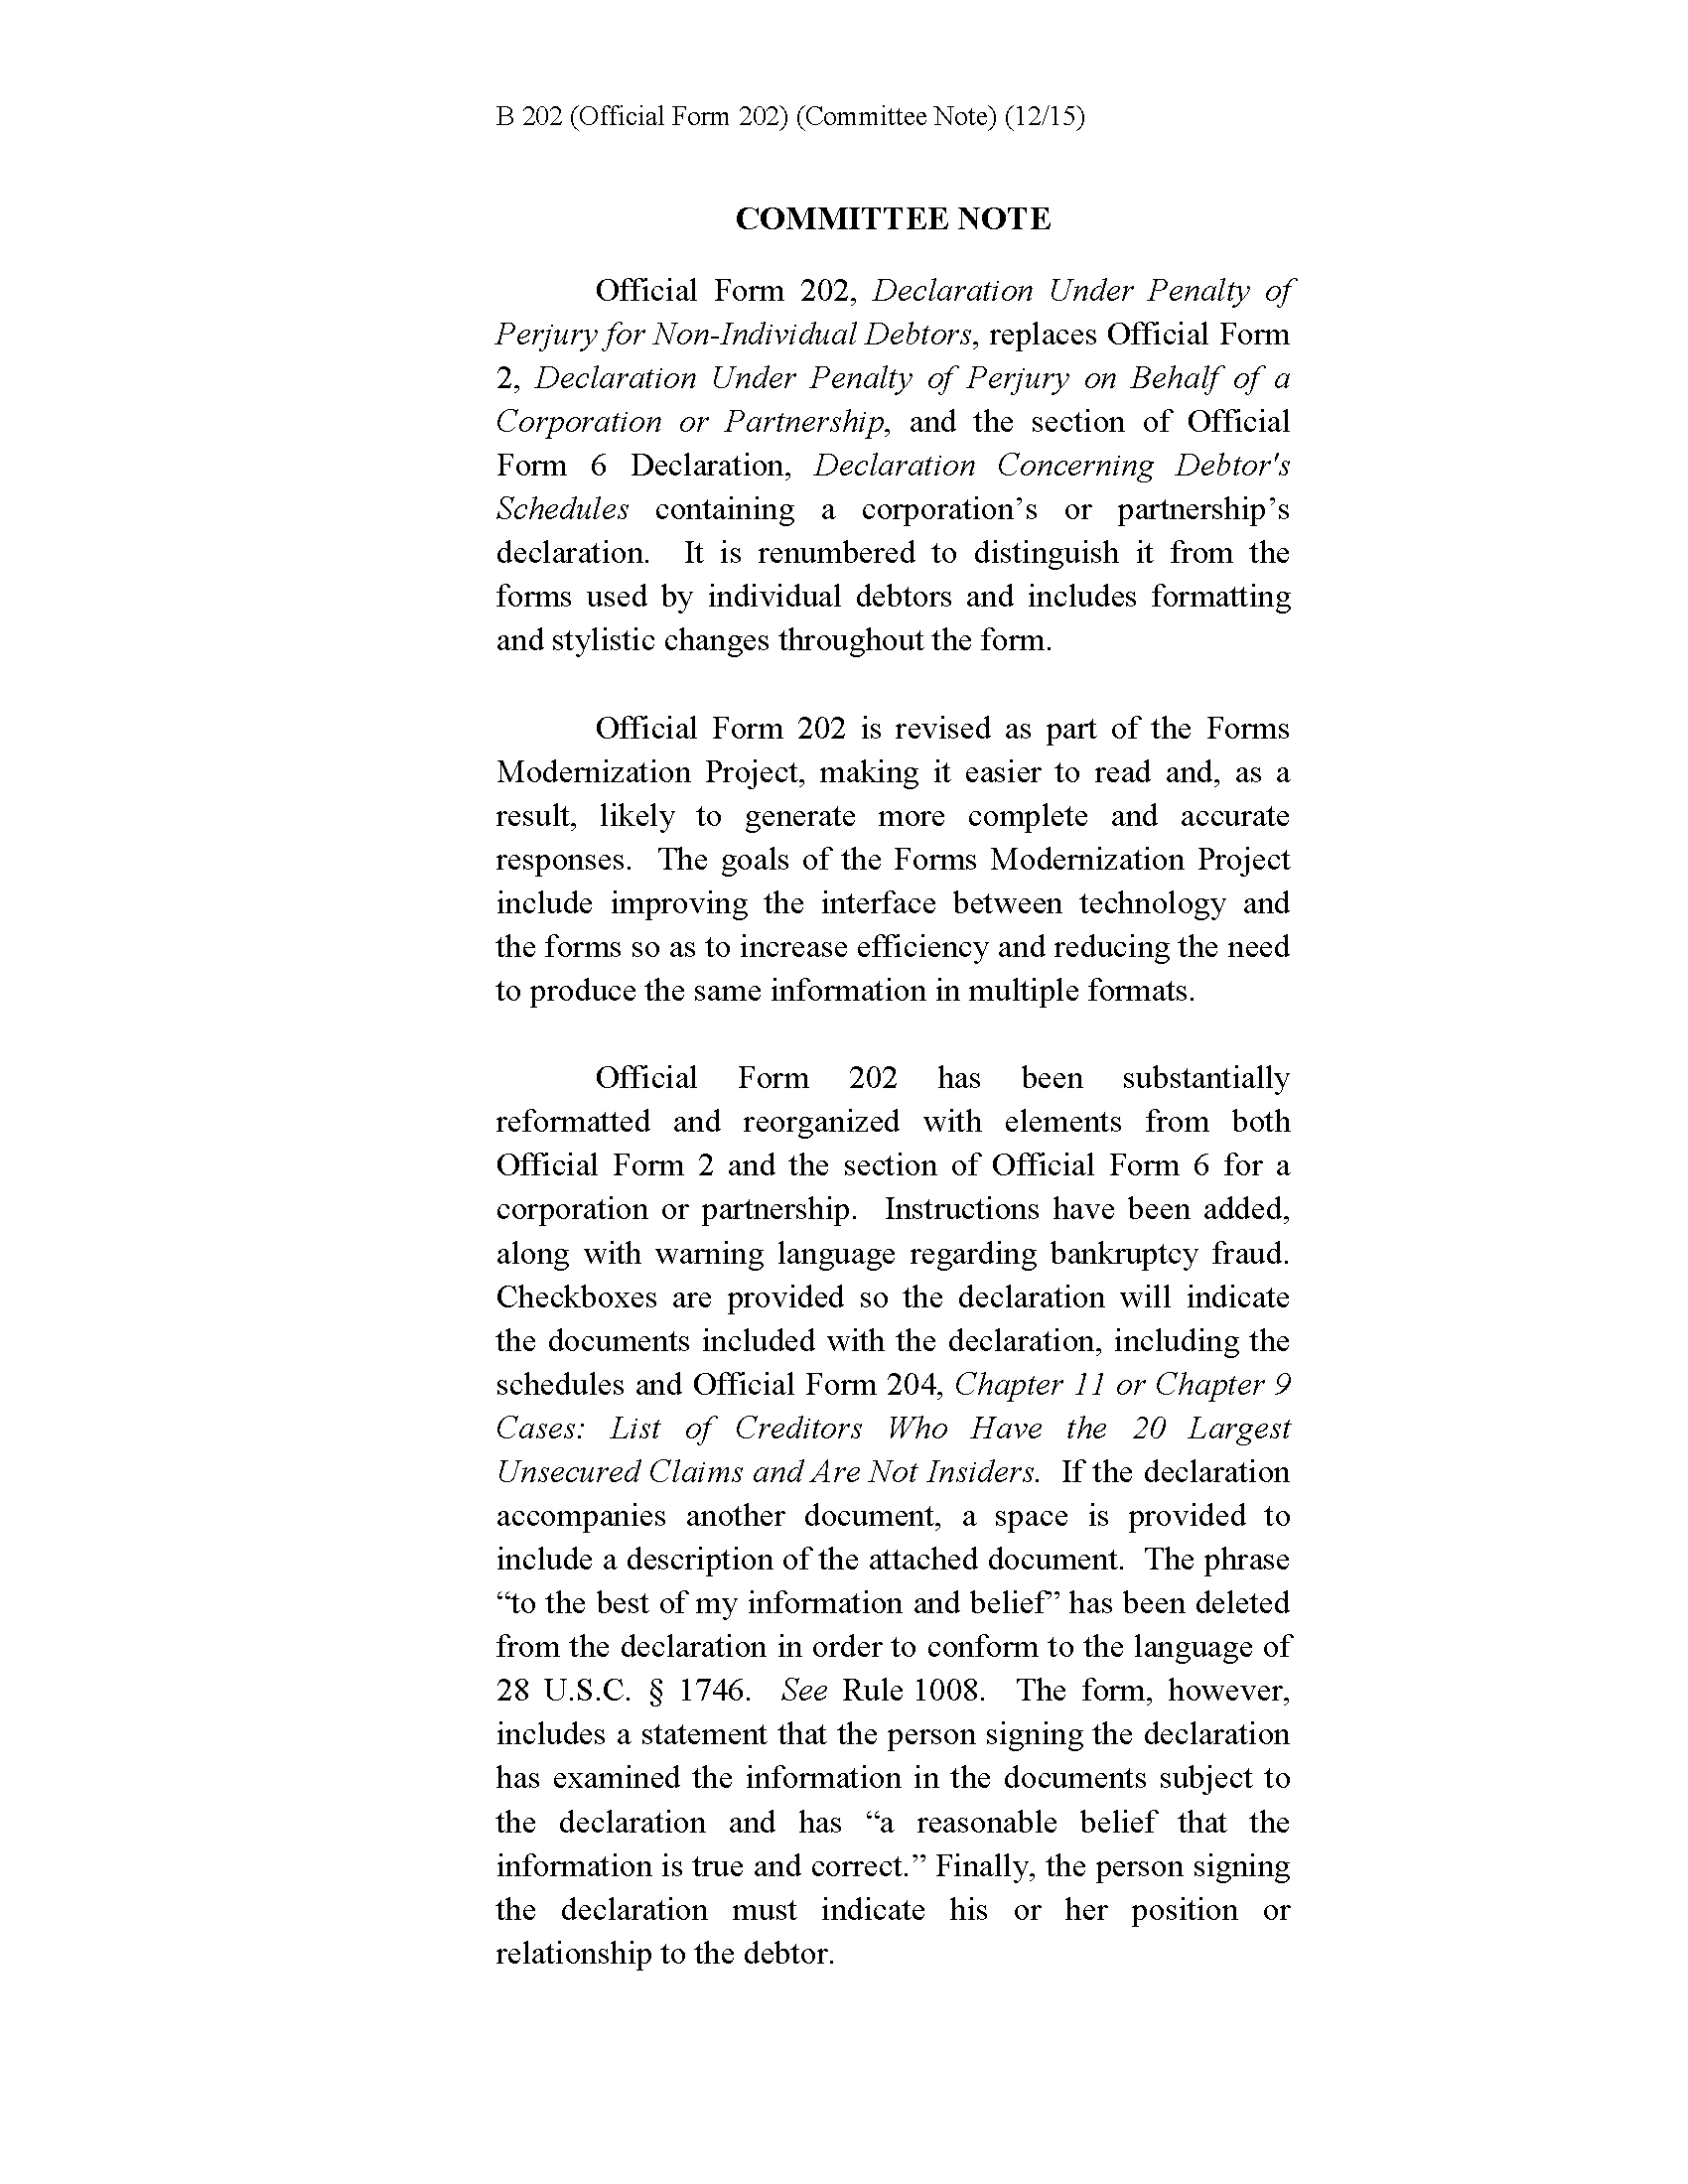 B 202 (Official Form 202) (Committee Note) (12/15)
COMMITTEE NOTE
Official Form 202, Declaration Under Penalty of
Perjury for Non-Individual Debtors, replaces Official Form
2, Declaration Under Penalty of Perjury on Behalf of a
Corporation or Partnership, and the section of Official
Form 6 Declaration, Declaration Concerning Debtor's
Schedules containing a corporation’s or partnership’s
declaration. It is renumbered to distinguish it from the
forms used by individual debtors and includes formatting
and stylistic changes throughout the form.
Official Form 202 is revised as part of the Forms
Modernization Project, making it easier to read and, as a
result, likely to generate more complete and accurate
responses. The goals of the Forms Modernization Project
include improving the interface between technology and
the forms so as to increase efficiency and reducing the need
to produce the same information in multiple formats.
Official Form 202 has been substantially
reformatted and reorganized with elements from both
Official Form 2 and the section of Official Form 6 for a
corporation or partnership. Instructions have been added,
along with warning language regarding bankruptcy fraud.
Checkboxes are provided so the declaration will indicate
the documents included with the declaration, including the
schedules and Official Form 204, Chapter 11 or Chapter 9
Cases: List of Creditors Who Have the 20 Largest
Unsecured Claims and Are Not Insiders. If the declaration
accompanies another document, a space is provided to
include a description of the attached document. The phrase
“to the best of my information and belief” has been deleted
from the declaration in order to conform to the language of
28 U.S.C. § 1746. See Rule 1008. The form, however,
includes a statement that the person signing the declaration
has examined the information in the documents subject to
the declaration and has “a reasonable belief that the
information is true and correct.” Finally, the person signing
the declaration must indicate his or her position or
relationship to the debtor.